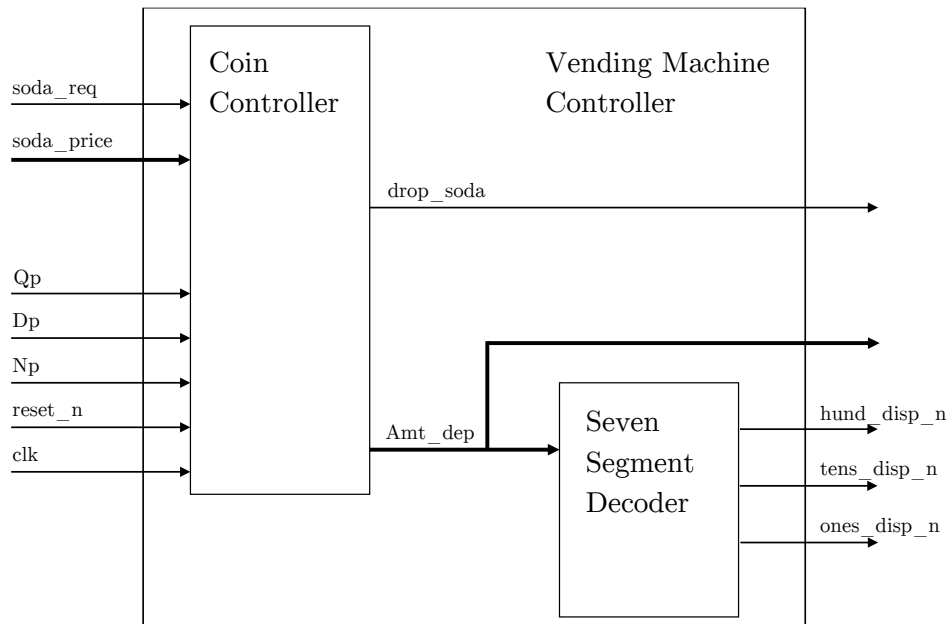 Coin
Controller
Vending Machine
Controller
soda_req
soda_price
drop_soda
Qp
Dp
Np
reset_n
clk
Amt_dep
Seven
Segment
Decoder
hund_disp_n
tens_disp_n
ones_disp_n